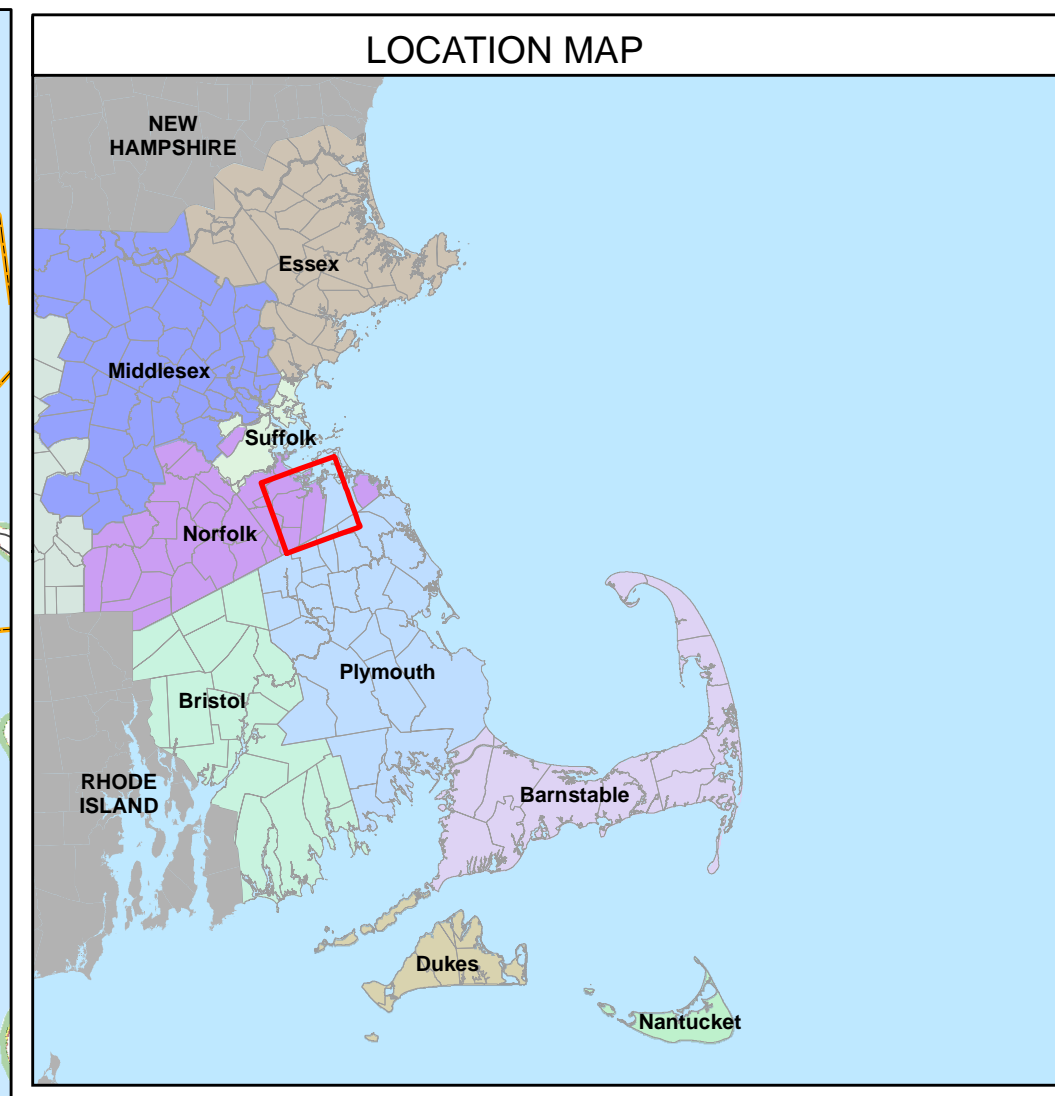 LOCATION MAP
NEW
HAMPSHIRE
Essex
Middlesex
Suffolk
Norfolk
Plymouth
Bristol
RHODE
ISLAND
Barnstable
Dukes
Nantucket